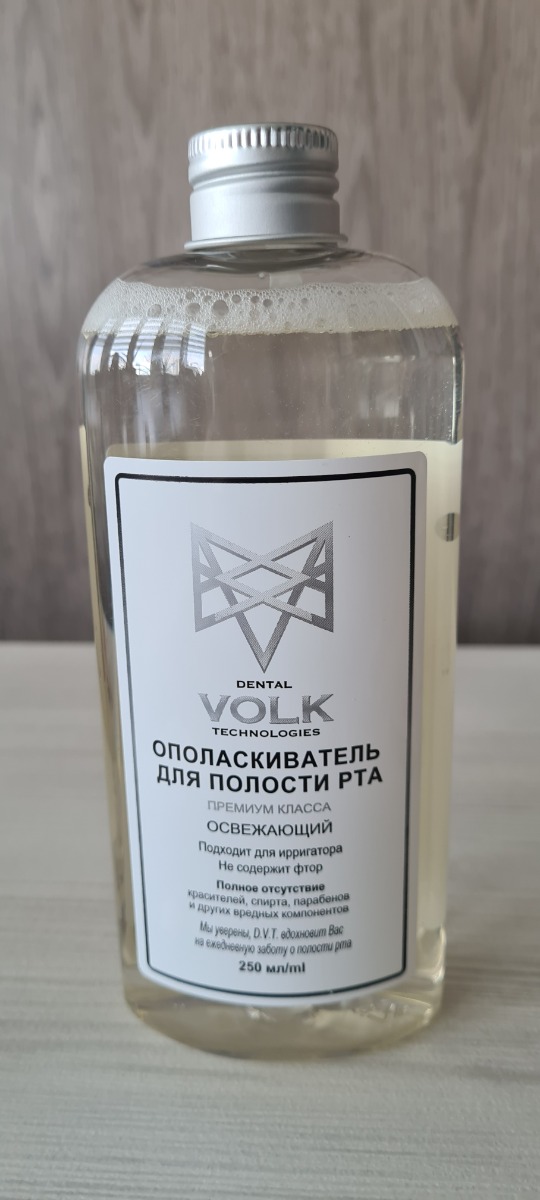 DENTAL
VOLK
TECHNOLOGIES
ОПОЛАСКИВАТЕЛЬ
ДЛЯ ПОЛОСТИ РТА
ПРЕМИУМ КЛАССА
ОСВЕЖАЮЩИЙ
Подходит для ирригатора
Не содержит фтор
Полное отсутствие
красителей, спирта, парабенов
и других вредных компонентов
Мы уверены, D.V.T. вдохновит Вас
на ежедневную заботу о полости рта
250 мл/ml